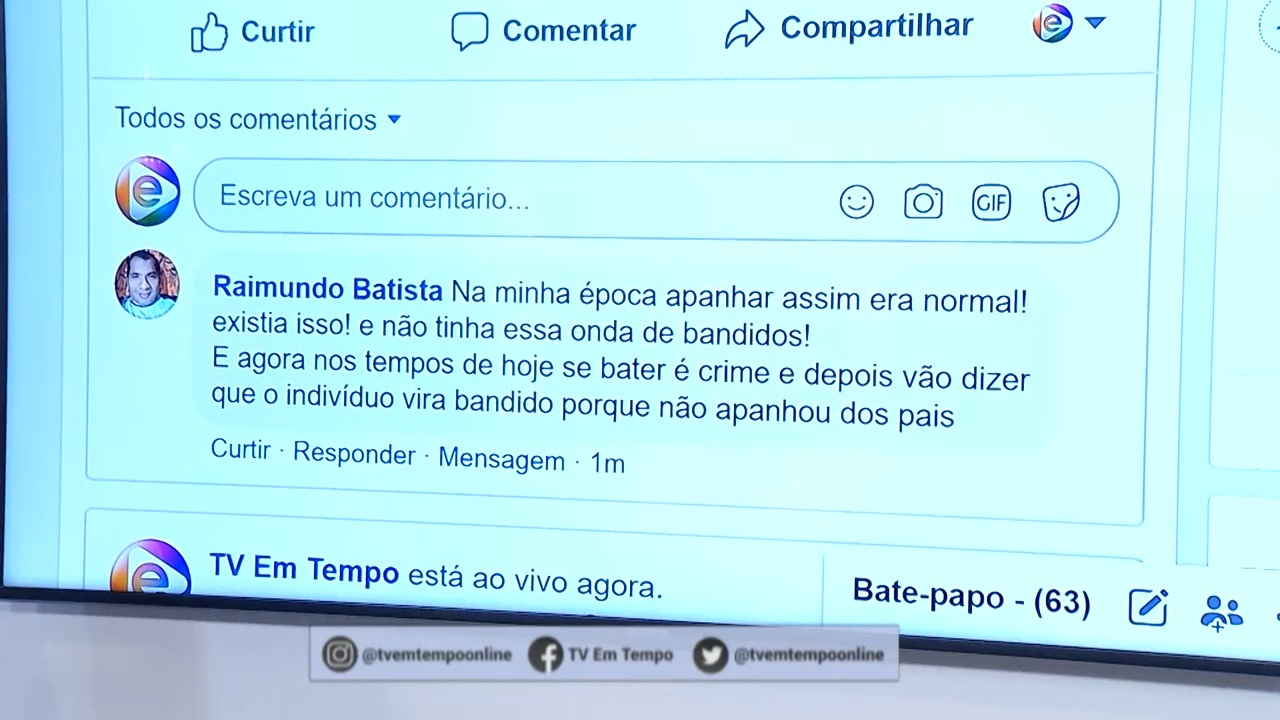 Curtir Comentar Compartilhar
Todos os comentários
Escreva um comentário...
GIF
Raimundo Batista Na minha época apanhar assim era normal!
existia isso! e não tinha essa onda de bandidos!
E agora nos tempos de hoje se bater é crime e depois vão dizer
que o indivíduo vira bandido porque não apanhou dos pais
Curtir · Responder · Mensagem · 1m
TV Em Tempo está ao vivo agora.
Bate-papo - (63)
@tvemtempoonline TV Em Tempo @tvemtempoonline